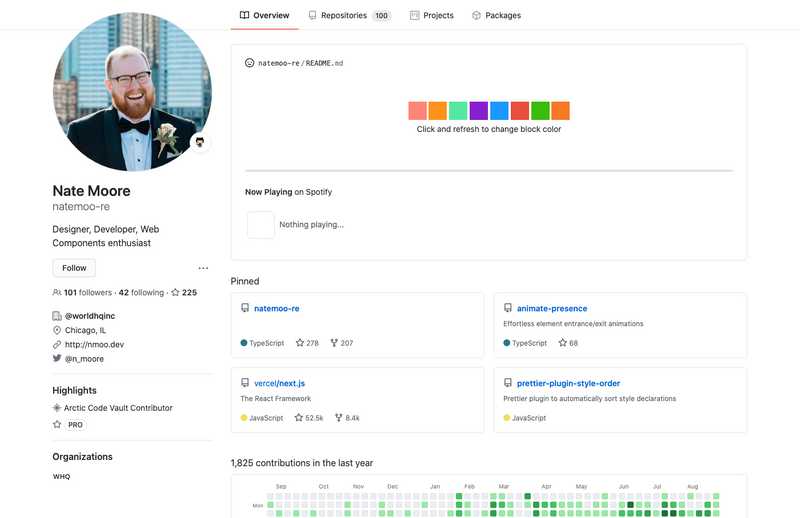 Overview
Repositories 100
Projects
Packages
natemoo-re/README.md
Click and refresh to change block color
Now Playing on Spotify
Nothing playing...
Nate Moore
natemoo-re
Designer, Developer, Web
Components enthusiast
Follow
101 followers · 42 following · 225
@worldhqinc
Chicago, IL
http://nmoo.dev
@n_moore
Highlights
Arctic Code Vault Contributor
PRO
Organizations
WHQ
Pinned
natemoo-re
TypeScript 278 207
animate-presence
Effortless element entrance/exit animations
TypeScript 68
vercel/next.js
The React Framework
JavaScript 52.5k 8.4k
prettier-plugin-style-order
Prettier plugin to automatically sort style declarations
JavaScript
1,825 contributions in the last year
Sep Oct Nov Dec Jan Feb Mar Apr May Jun Jul Aug
Mon